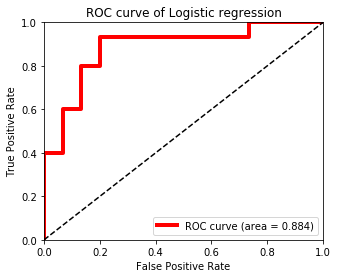 ROC curve of Logistic regression
True Positive Rate
1.0
0.8
0.6
0.4
0.2
0.0
ROC curve (area = 0.884)
0.0 0.2 0.4 0.6 0.8 1.0
False Positive Rate